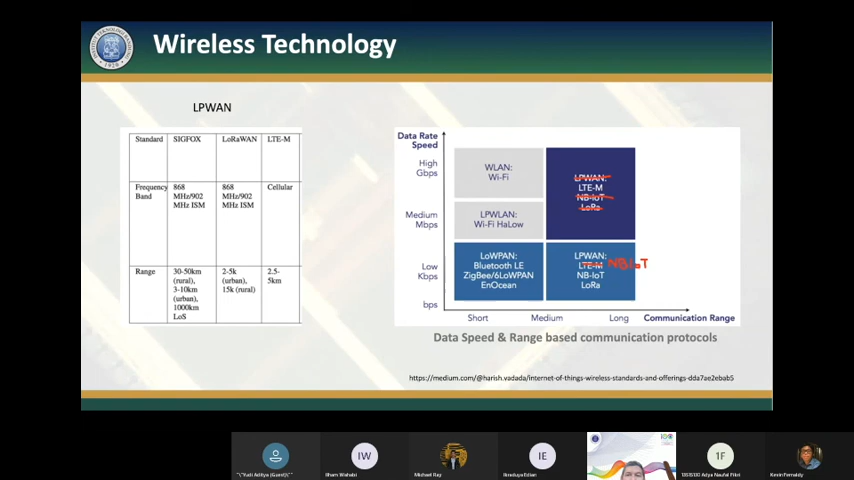 Wireless Technology
LPWAN
Standard SIGFOX LoRaWAN LTE-M
Frequency Band 868 MHz/902 MHz ISM 868 MHz/902 MHz ISM Cellular
Range 30-50km (rural), 3-10km (urban), 1000km LoS 2-5k (urban), 15k (rural) 2.5-5km
Data Rate Speed
High Gbps
Medium Mbps
Low Kbps
bps
WLAN:
Wi-Fi
LPWLAN:
Wi-Fi HaLow
LPWAN:
LTE-M
NB-IoT
LoRa
LoWPAN:
Bluetooth LE
ZigBee/6LoWPAN
EnOcean
LPWAN:
LTE-M NB-IoT
NB-IoT
LoRa
Short Medium Long Communication Range
Data Speed & Range based communication protocols
https://medium.com/@harish.vadada/internet-of-things-wireless-standards-and-offerings-dda7ae2ebab5
IW
IE
1F
Ilham Wahabi
Michael Ray
Kevin Fernaldy